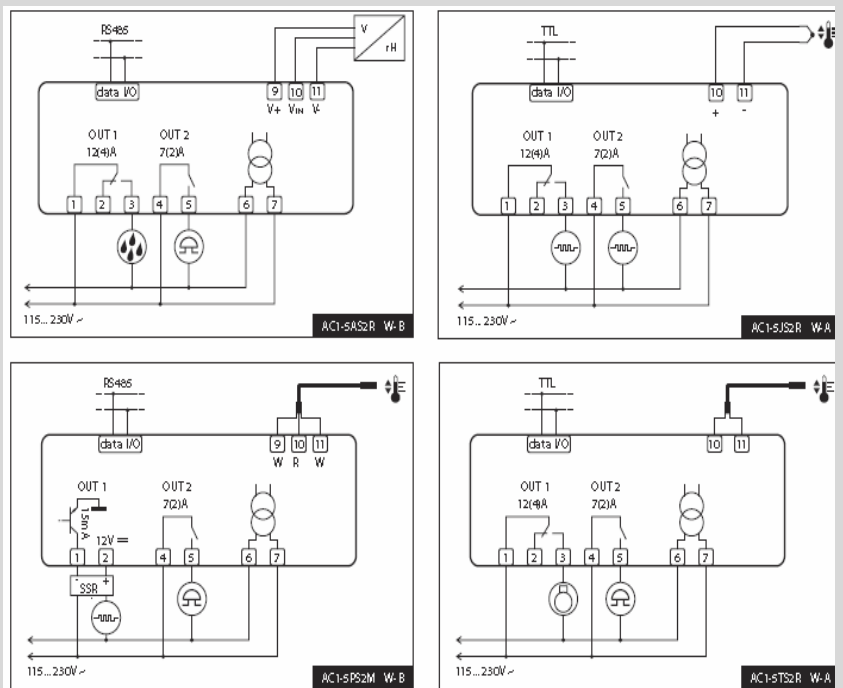 RS485
V
rH
data I/O
9 10 11
V+ VIN V-
OUT 1
12(4)A
OUT 2
7(2)A
1 2 3 4 5 6 7
115... 230V ~
AC1-5AS2R W-B
TTL
data I/O
10 11
+ -
OUT 1
12(4)A
OUT 2
7(2)A
1 2 3 4 5 6 7
115... 230V ~
AC1-5JS2R W-A
RS485
data I/O
9 10 11
W R W
OUT 1
15mA
12V =
OUT 2
7(2)A
1 2 4 5 6 7
- SSR +
115... 230V ~
AC1-5PS2M W-B
TTL
data I/O
10 11
OUT 1
12(4)A
OUT 2
7(2)A
1 2 3 4 5 6 7
115... 230V ~
AC1-5TS2R W-A